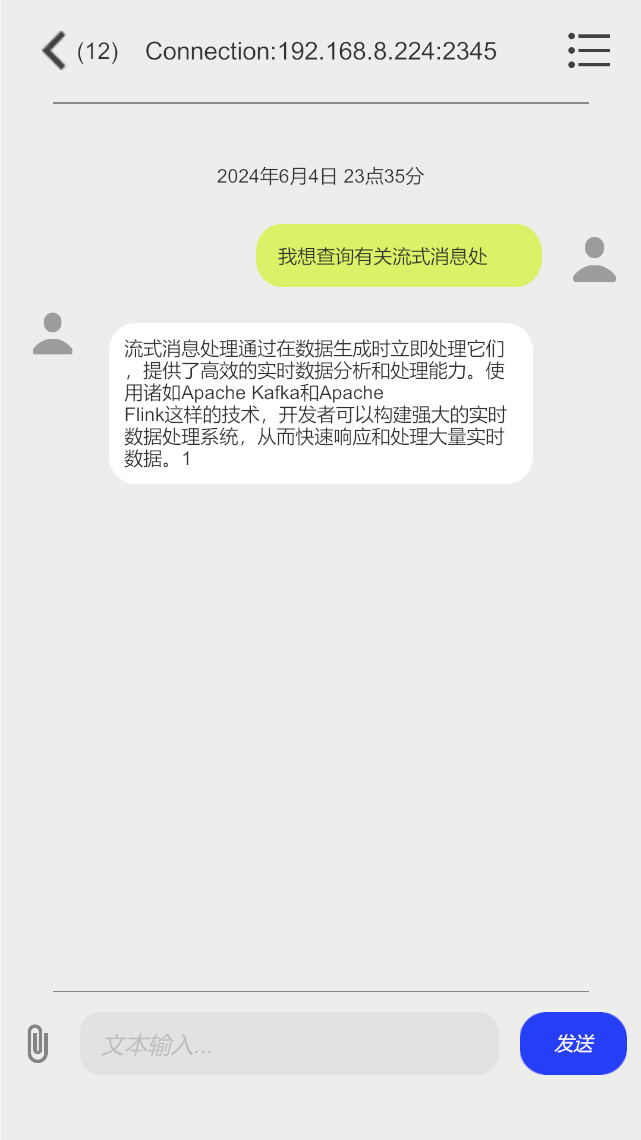 (12) Connection:192.168.8.224:2345
2024年6月4日 23点35分
我想查询有关流式消息处
流式消息处理通过在数据生成时立即处理它们
，提供了高效的实时数据分析和处理能力。使
用诸如Apache Kafka和Apache
Flink这样的技术，开发者可以构建强大的实时
数据处理系统，从而快速响应和处理大量实时
数据。1
文本输入...
发送